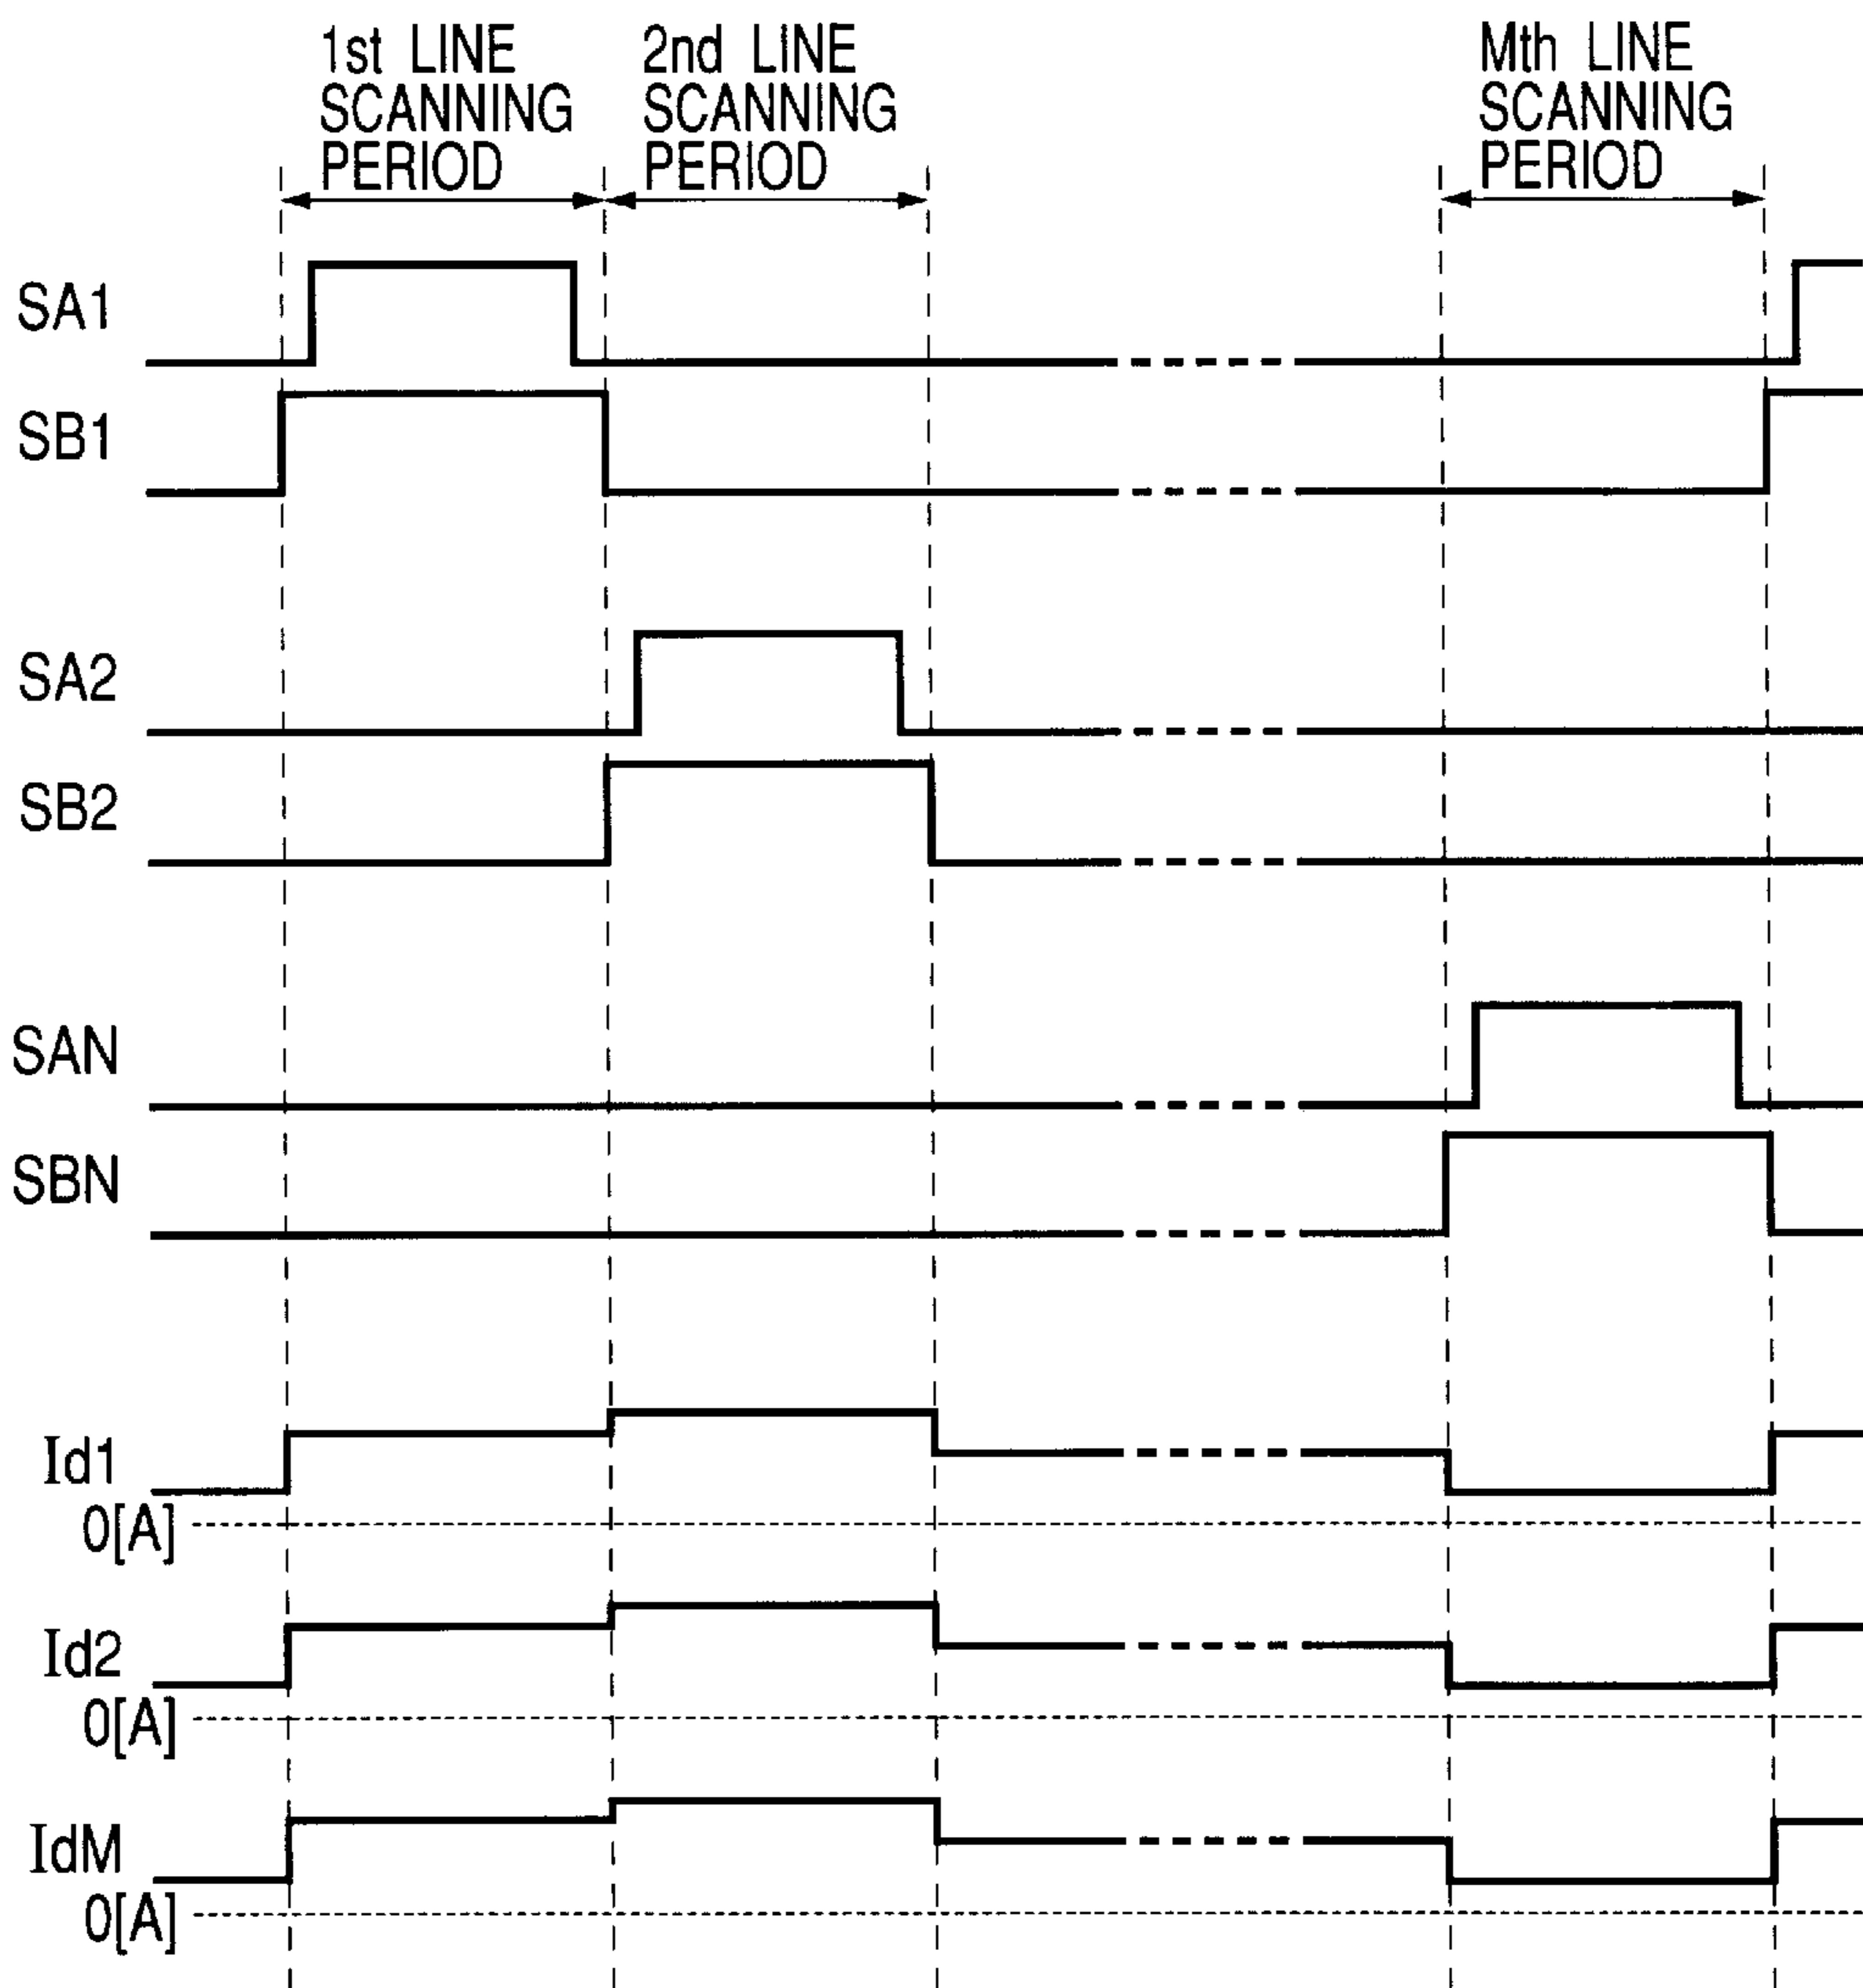 1st LINE
SCANNING
PERIOD
2nd LINE
SCANNING
PERIOD
Mth LINE
SCANNING
PERIOD
SA1
SB1
SA2
SB2
SAN
SBN
Id1
0[A]
Id2
0[A]
IdM
0[A]